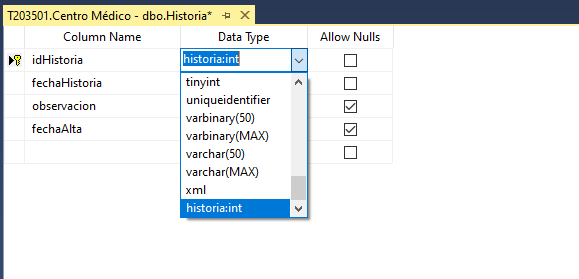 T203501.Centro Médico - dbo.Historia*
Column Name Data Type Allow Nulls
idHistoria historia:int
fechaHistoria tinyint
uniqueidentifier
observacion varbinary(50)
fechaAlta varbinary(MAX)
varchar(50)
varchar(MAX)
xml
historia:int